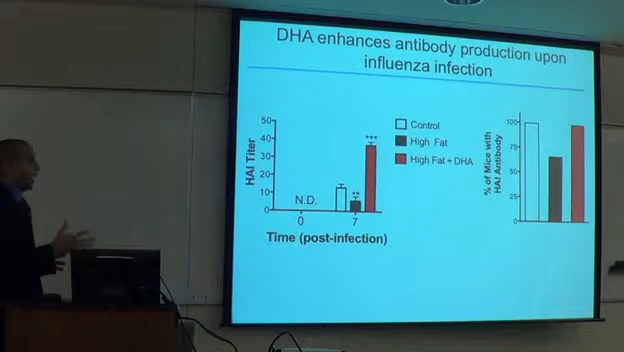 DHA enhances antibody production upon
influenza infection
HAI Titer
50
40
30
20
10
0
N.D.
**
***
0
7
Time (post-infection)
Control
High Fat
High Fat + DHA
% of Mice with
HAI Antibody
100
75
50
25
0